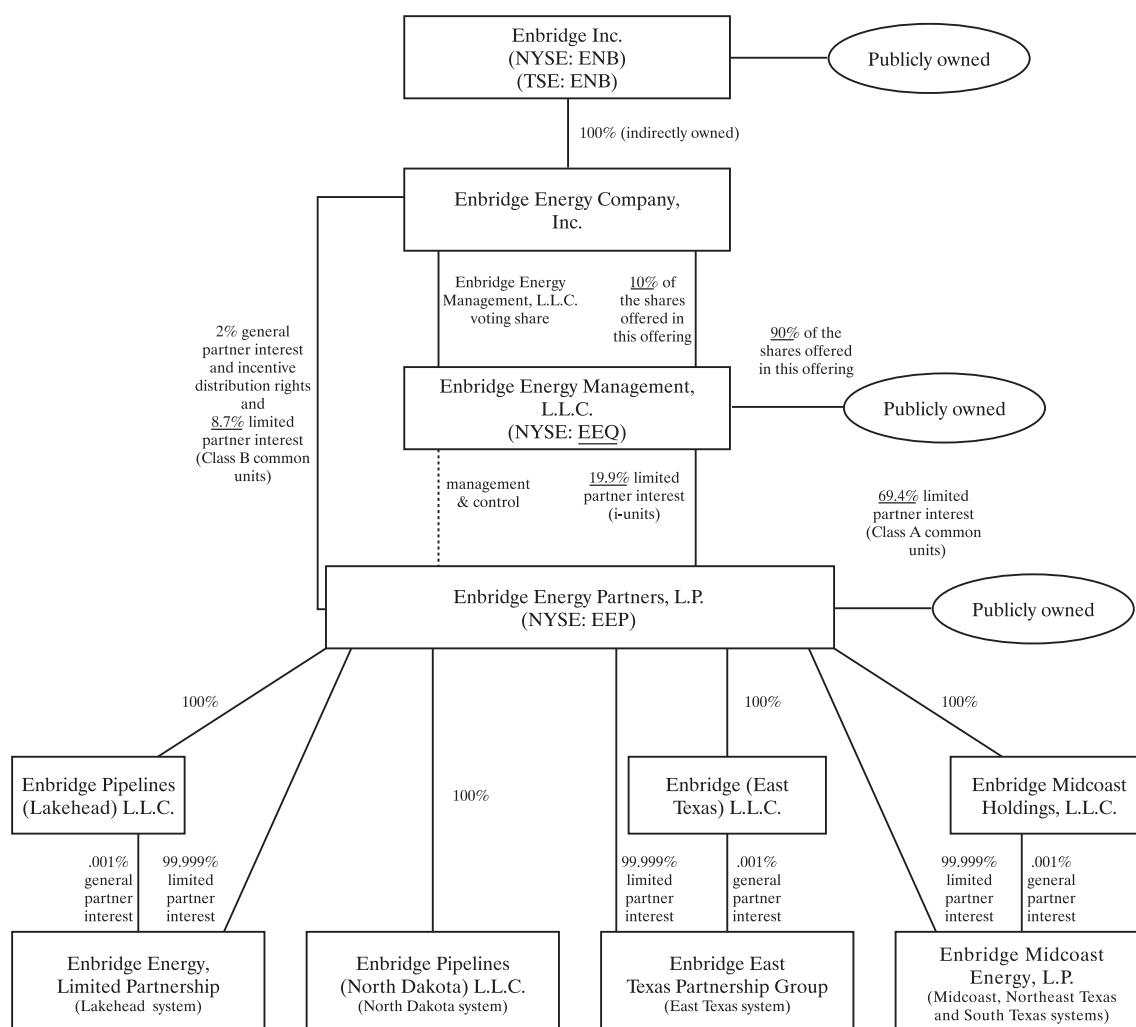 Enbridge Inc.
(NYSE: ENB)
(TSE: ENB)
Publicly owned
100% (indirectly owned)
Enbridge Energy Company,
Inc.
Enbridge Energy
Management, L.L.C.
voting share
10% of
the shares
offered in
this offering
2% general
partner interest
and incentive
distribution rights
and
8.7% limited
partner interest
(Class B common
units)
90% of the
shares offered
in this offering
Enbridge Energy Management,
L.L.C.
(NYSE: EEQ)
Publicly owned
management
& control
19.9% limited
partner interest
(i-units)
69.4% limited
partner interest
(Class A common
units)
Enbridge Energy Partners, L.P.
(NYSE: EEP)
Publicly owned
100%
100%
100%
100%
Enbridge Pipelines
(Lakehead) L.L.C.
Enbridge (East
Texas) L.L.C.
Enbridge Midcoast
Holdings, L.L.C.
.001%
general
partner
interest
99.999%
limited
partner
interest
99.999%
limited
partner
interest
.001%
general
partner
interest
99.999%
limited
partner
interest
.001%
general
partner
interest
Enbridge Energy,
Limited Partnership
(Lakehead system)
Enbridge Pipelines
(North Dakota) L.L.C.
(North Dakota system)
Enbridge East
Texas Partnership Group
(East Texas system)
Enbridge Midcoast
Energy, L.P.
(Midcoast, Northeast Texas
and South Texas systems)